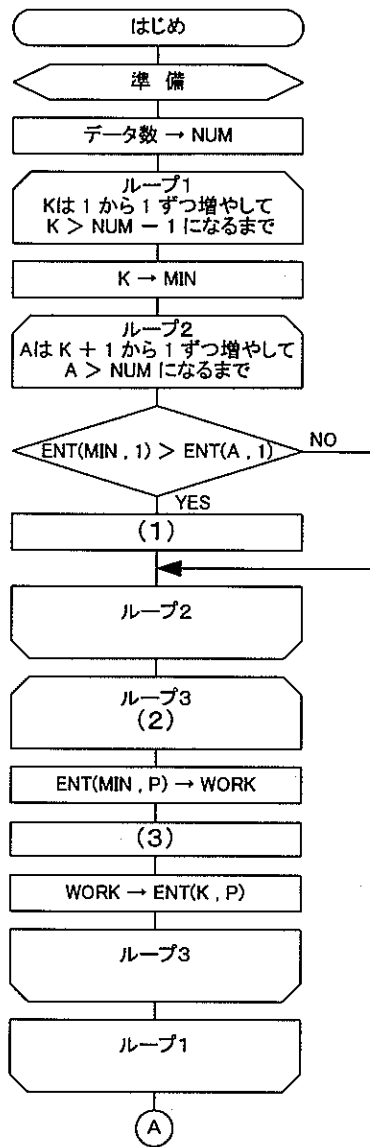 はじめ
準 備
データ数 → NUM
ループ1
Kは 1 から 1 ずつ増やして
K > NUM − 1 になるまで
K → MIN
ループ2
Aは K + 1 から 1 ずつ増やして
A > NUM になるまで
ENT(MIN , 1) > ENT(A , 1)
NO
YES
(1)
ループ2
ループ3
(2)
ENT(MIN , P) → WORK
(3)
WORK → ENT(K , P)
ループ3
ループ1
A